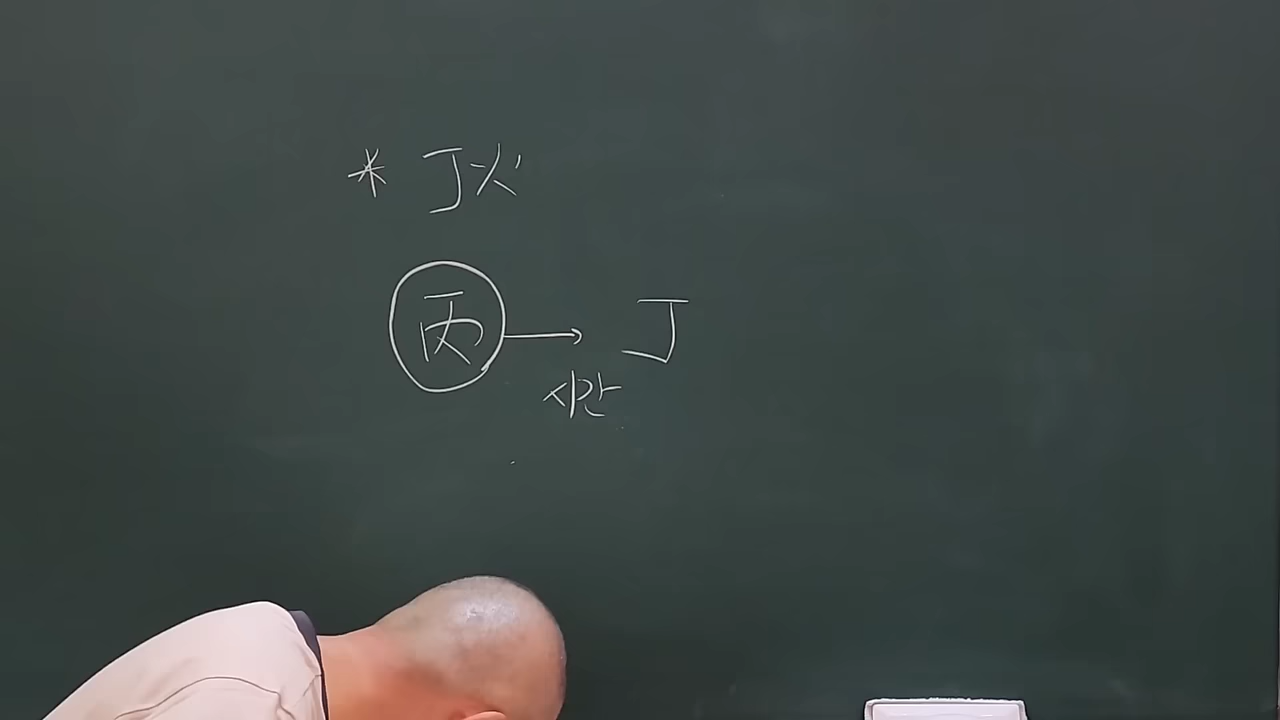 * 丁火
丙 → 丁
시간